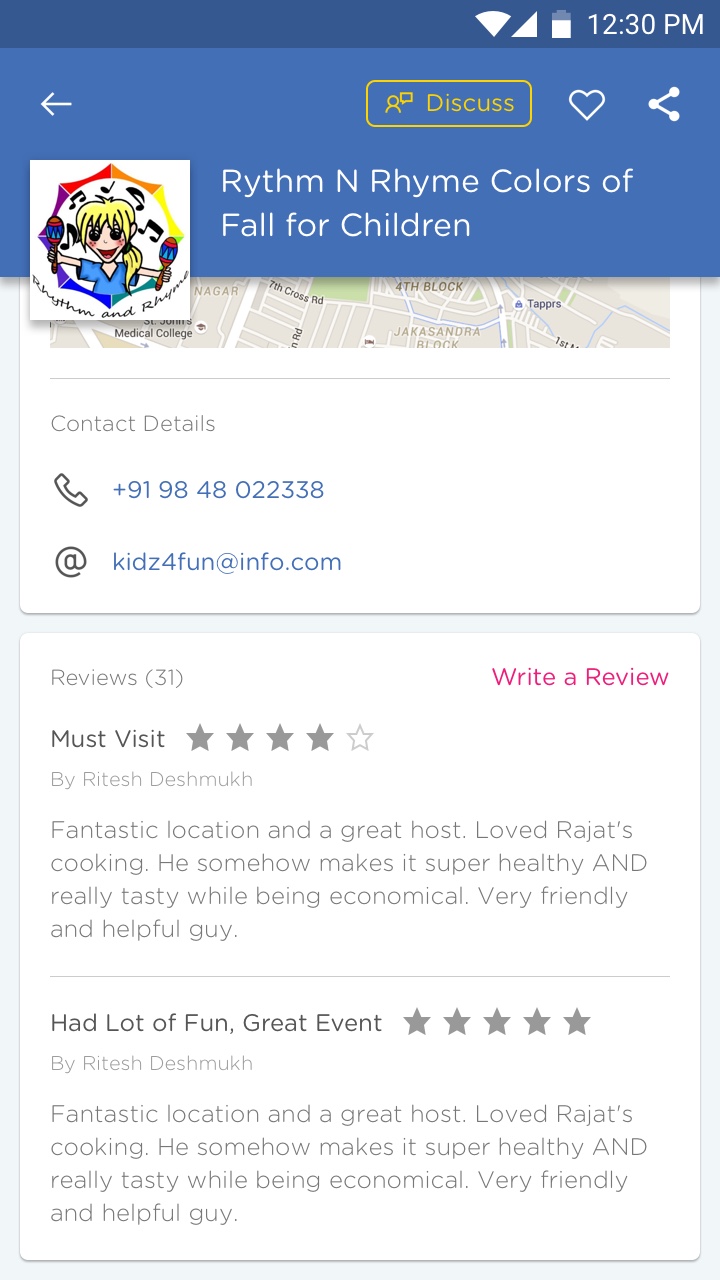 12:30 PM
Discuss
Rythm N Rhyme Colors of
Fall for Children
Rhythm and Rhyme
NAGAR
7th Cross Rd
4TH BLOCK
Tapprs
St. John's
Medical College
JAKASANDRA
BLOCK
Contact Details
+91 98 48 022338
@ kidz4fun@info.com
Reviews (31)
Write a Review
Must Visit
By Ritesh Deshmukh
Fantastic location and a great host. Loved Rajat's
cooking. He somehow makes it super healthy AND
really tasty while being economical. Very friendly
and helpful guy.
Had Lot of Fun, Great Event
By Ritesh Deshmukh
Fantastic location and a great host. Loved Rajat's
cooking. He somehow makes it super healthy AND
really tasty while being economical. Very friendly
and helpful guy.